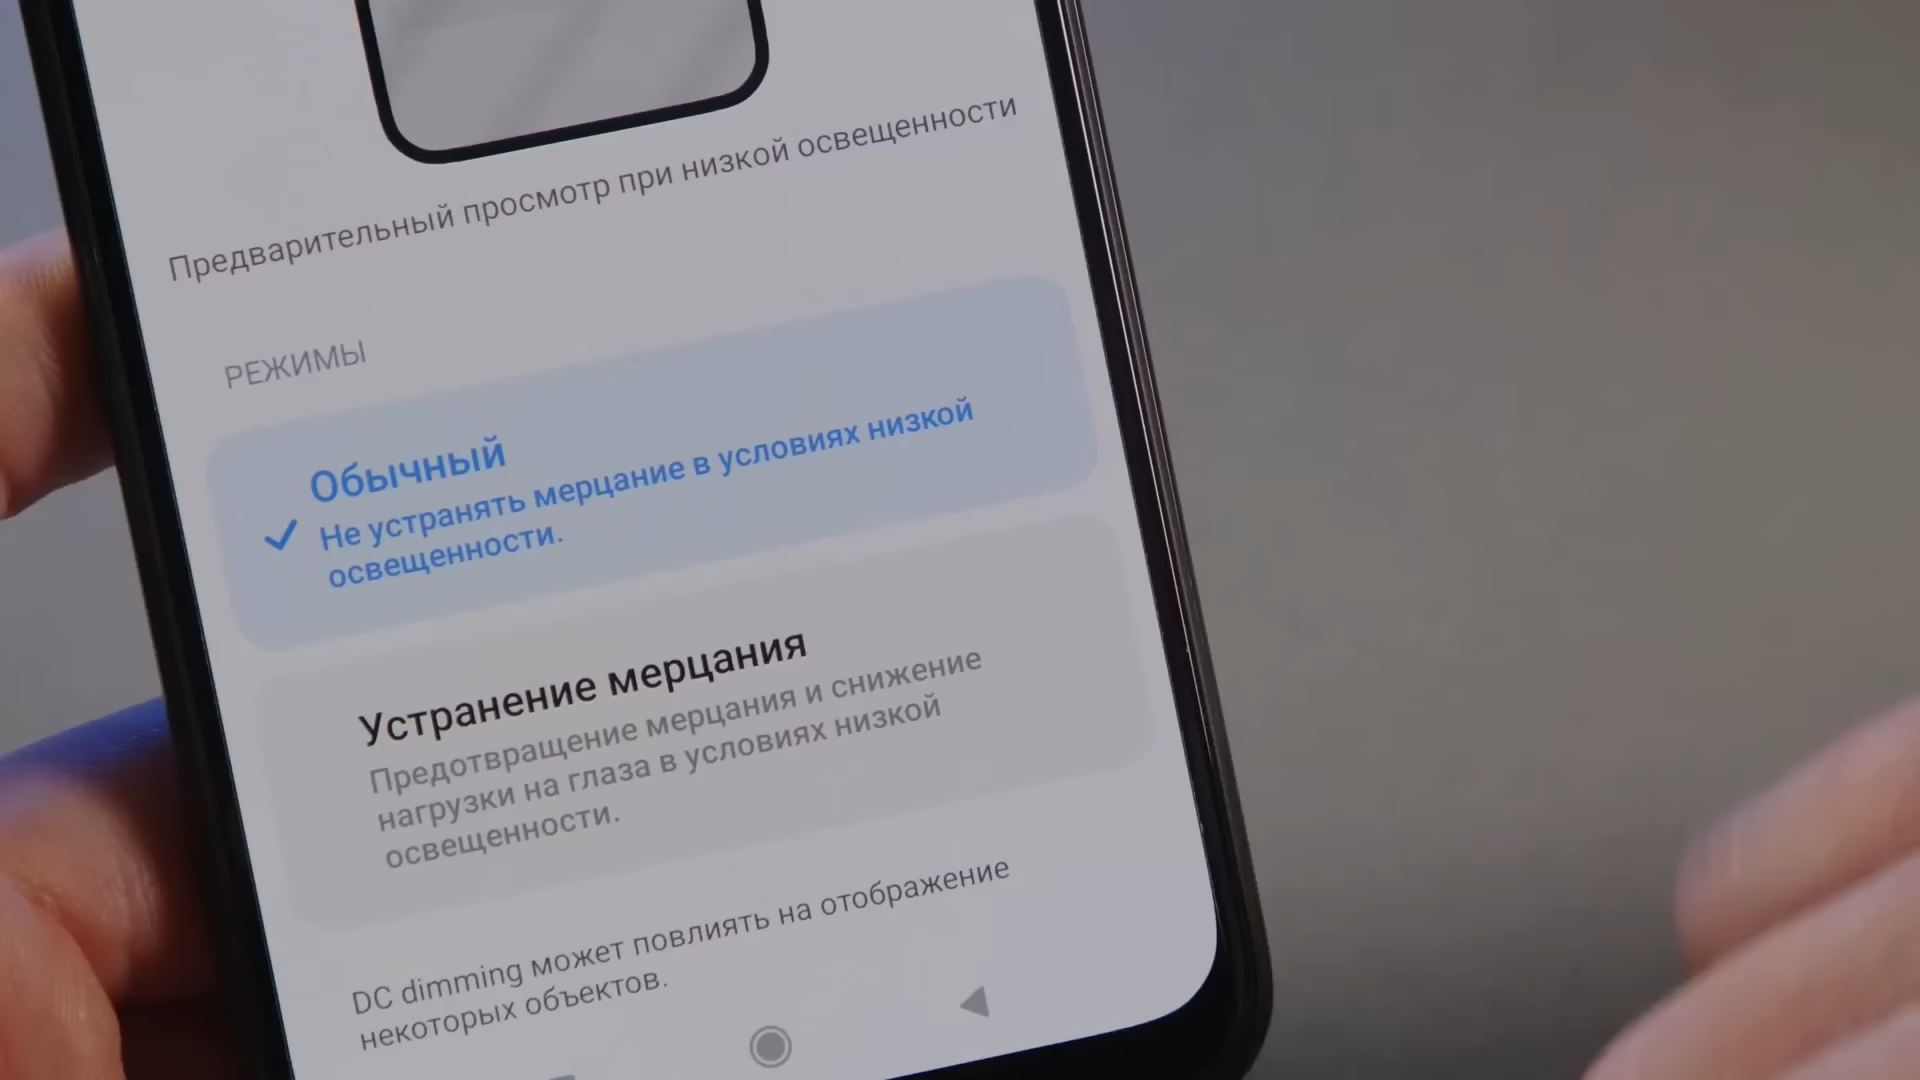 Предварительный просмотр при низкой освещенности
РЕЖИМЫ
Обычный
Не устранять мерцание в условиях низкой
освещенности.
Устранение мерцания
Предотвращение мерцания и снижение
нагрузки на глаза в условиях низкой
освещенности.
DC dimming может повлиять на отображение
некоторых объектов.